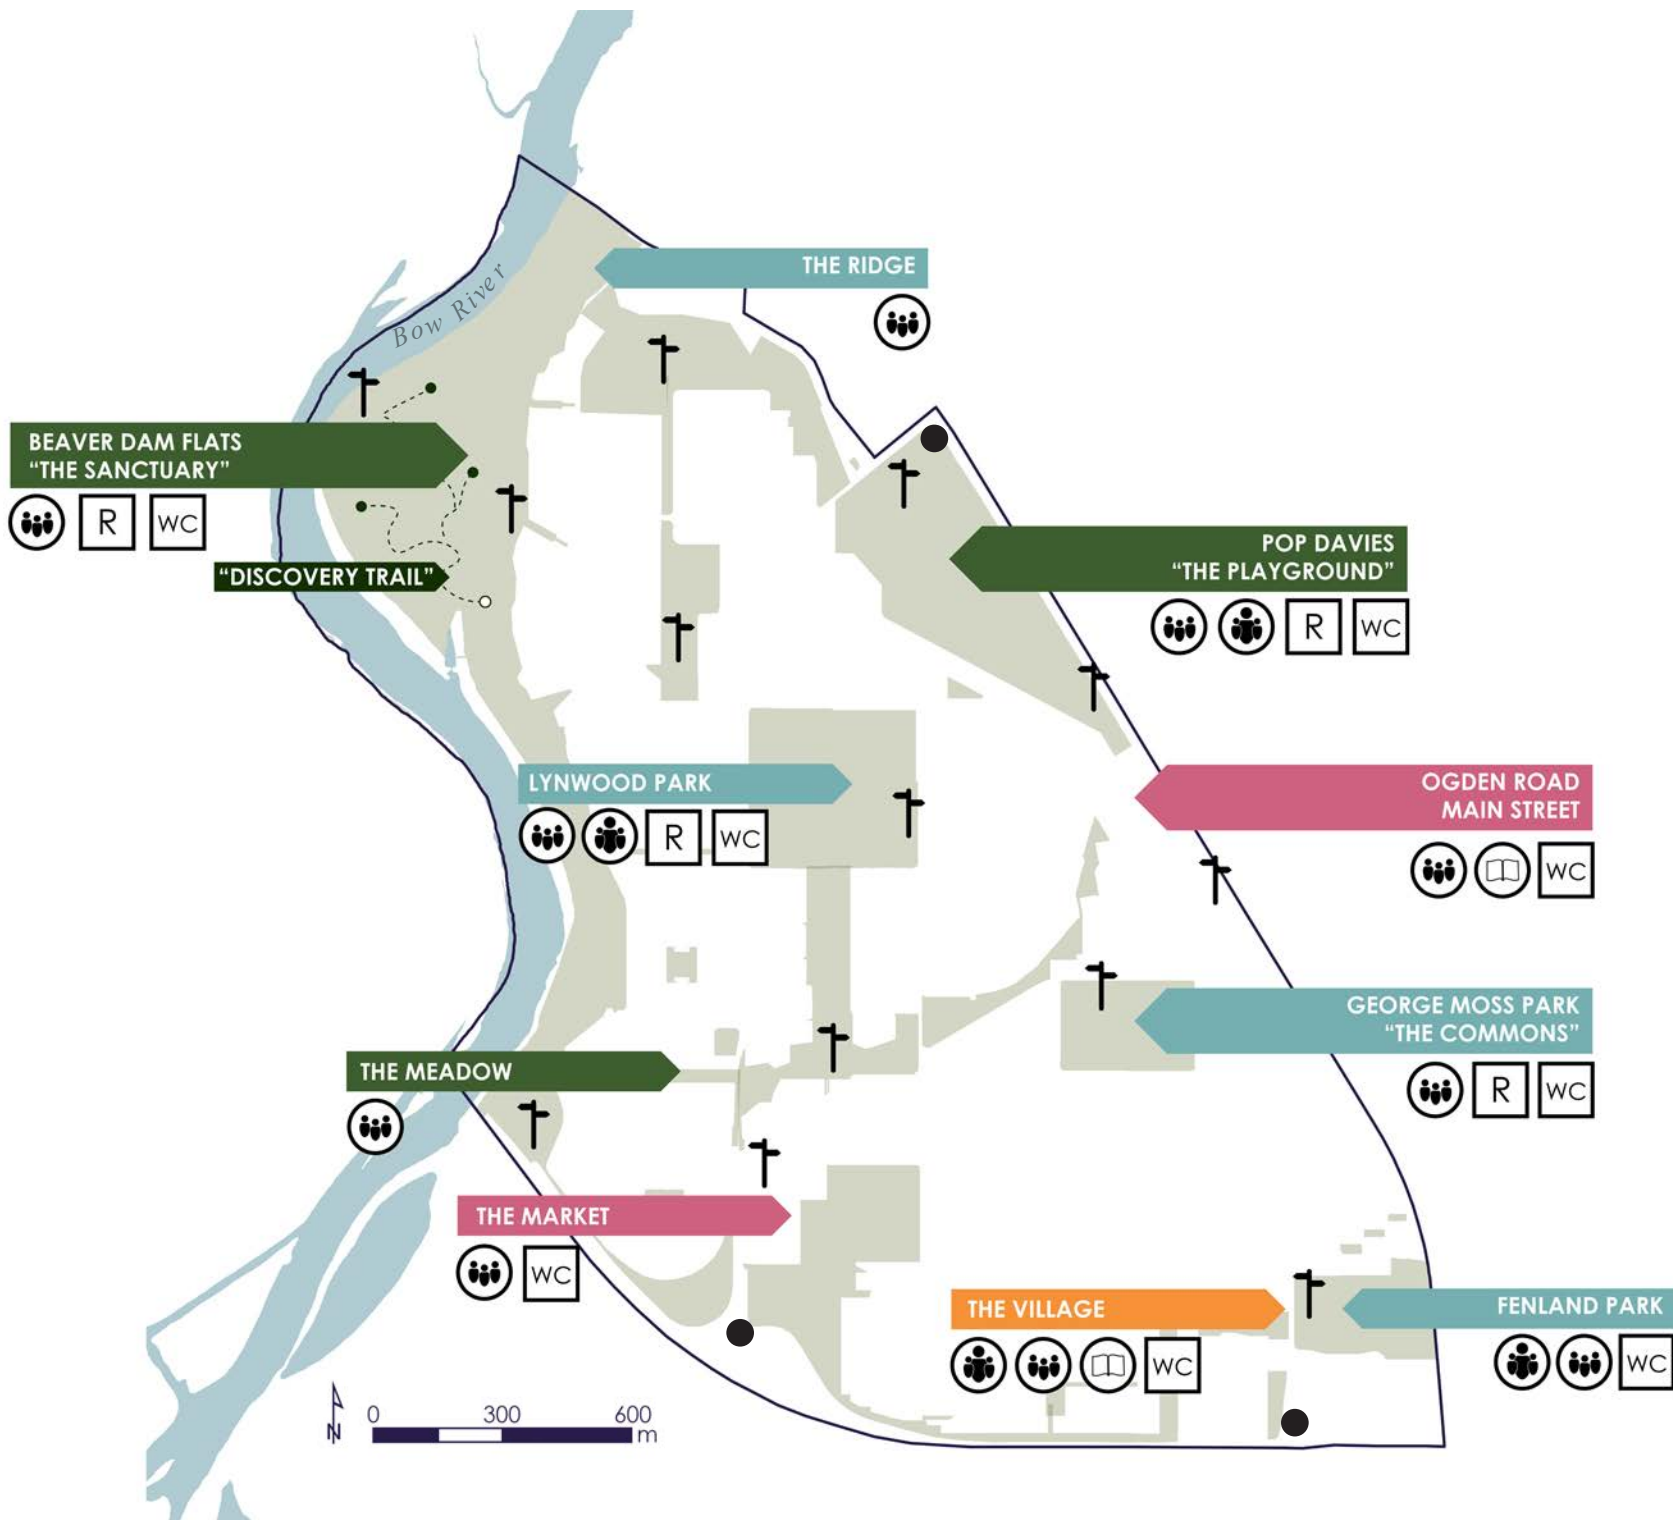 THE RIDGE
Bow River
BEAVER DAM FLATS
“THE SANCTUARY”
R
WC
“DISCOVERY TRAIL”
POP DAVIES
“THE PLAYGROUND”
R
WC
LYNWOOD PARK
R
WC
OGDEN ROAD
MAIN STREET
WC
GEORGE MOSS PARK
“THE COMMONS”
R
WC
THE MEADOW
THE MARKET
WC
THE VILLAGE
WC
FENLAND PARK
WC
N
0 300 600
m